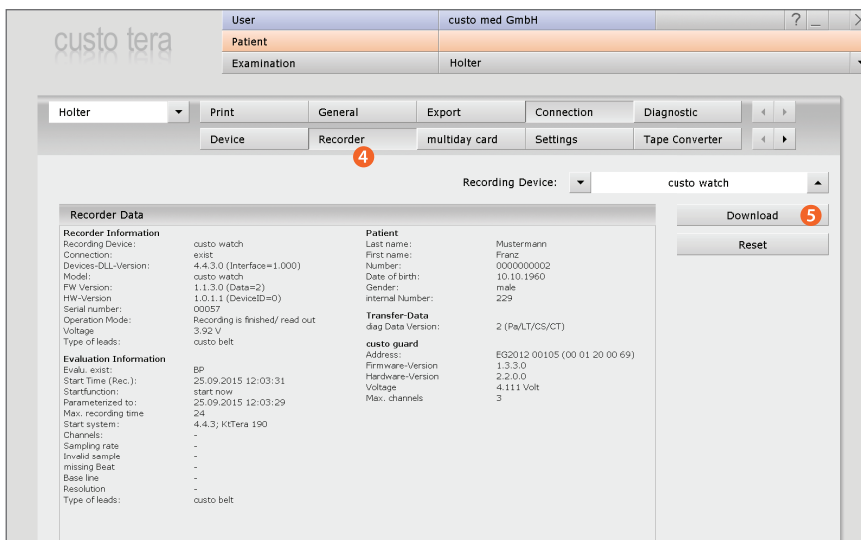 custo tera
User custo med GmbH ? _ X
Patient
Examination Holter
Holter Print General Export Connection Diagnostic
Device Recorder multiday card Settings Tape Converter
4
Recording Device: custo watch
Recorder Data
Download 5
Reset
Recorder Information
Recording Device: custo watch
Connection: exist
Devices-DLL-Version: 4.4.3.0 (Interface=1.000)
Model: custo watch
FW Version: 1.1.3.0 (Data=2)
HW-Version 1.0.1.1 (DeviceID=0)
Serial number: 00057
Operation Mode: Recording is finished/ read out
Voltage 3.92 V
Type of leads: custo belt
Evaluation Information
Evalu. exist: BP
Start Time (Rec.): 25.09.2015 12:03:31
Startfunction: start now
Parameterized to: 25.09.2015 12:03:29
Max. recording time 24
Start system: 4.4.3; KtTera 190
Channels: -
Sampling rate -
Invalid sample -
missing Beat -
Base line -
Resolution -
Type of leads: custo belt
Patient
Last name: Mustermann
First name: Franz
Number: 0000000002
Date of birth: 10.10.1960
Gender: male
internal Number: 229
Transfer-Data
diag Data Version: 2 (Pa/LT/CS/CT)
custo guard
Address: EG2012 00105 (00 01 20 00 69)
Firmware-Version 1.3.3.0
Hardware-Version 2.2.0.0
Voltage 4.111 Volt
Max. channels 3